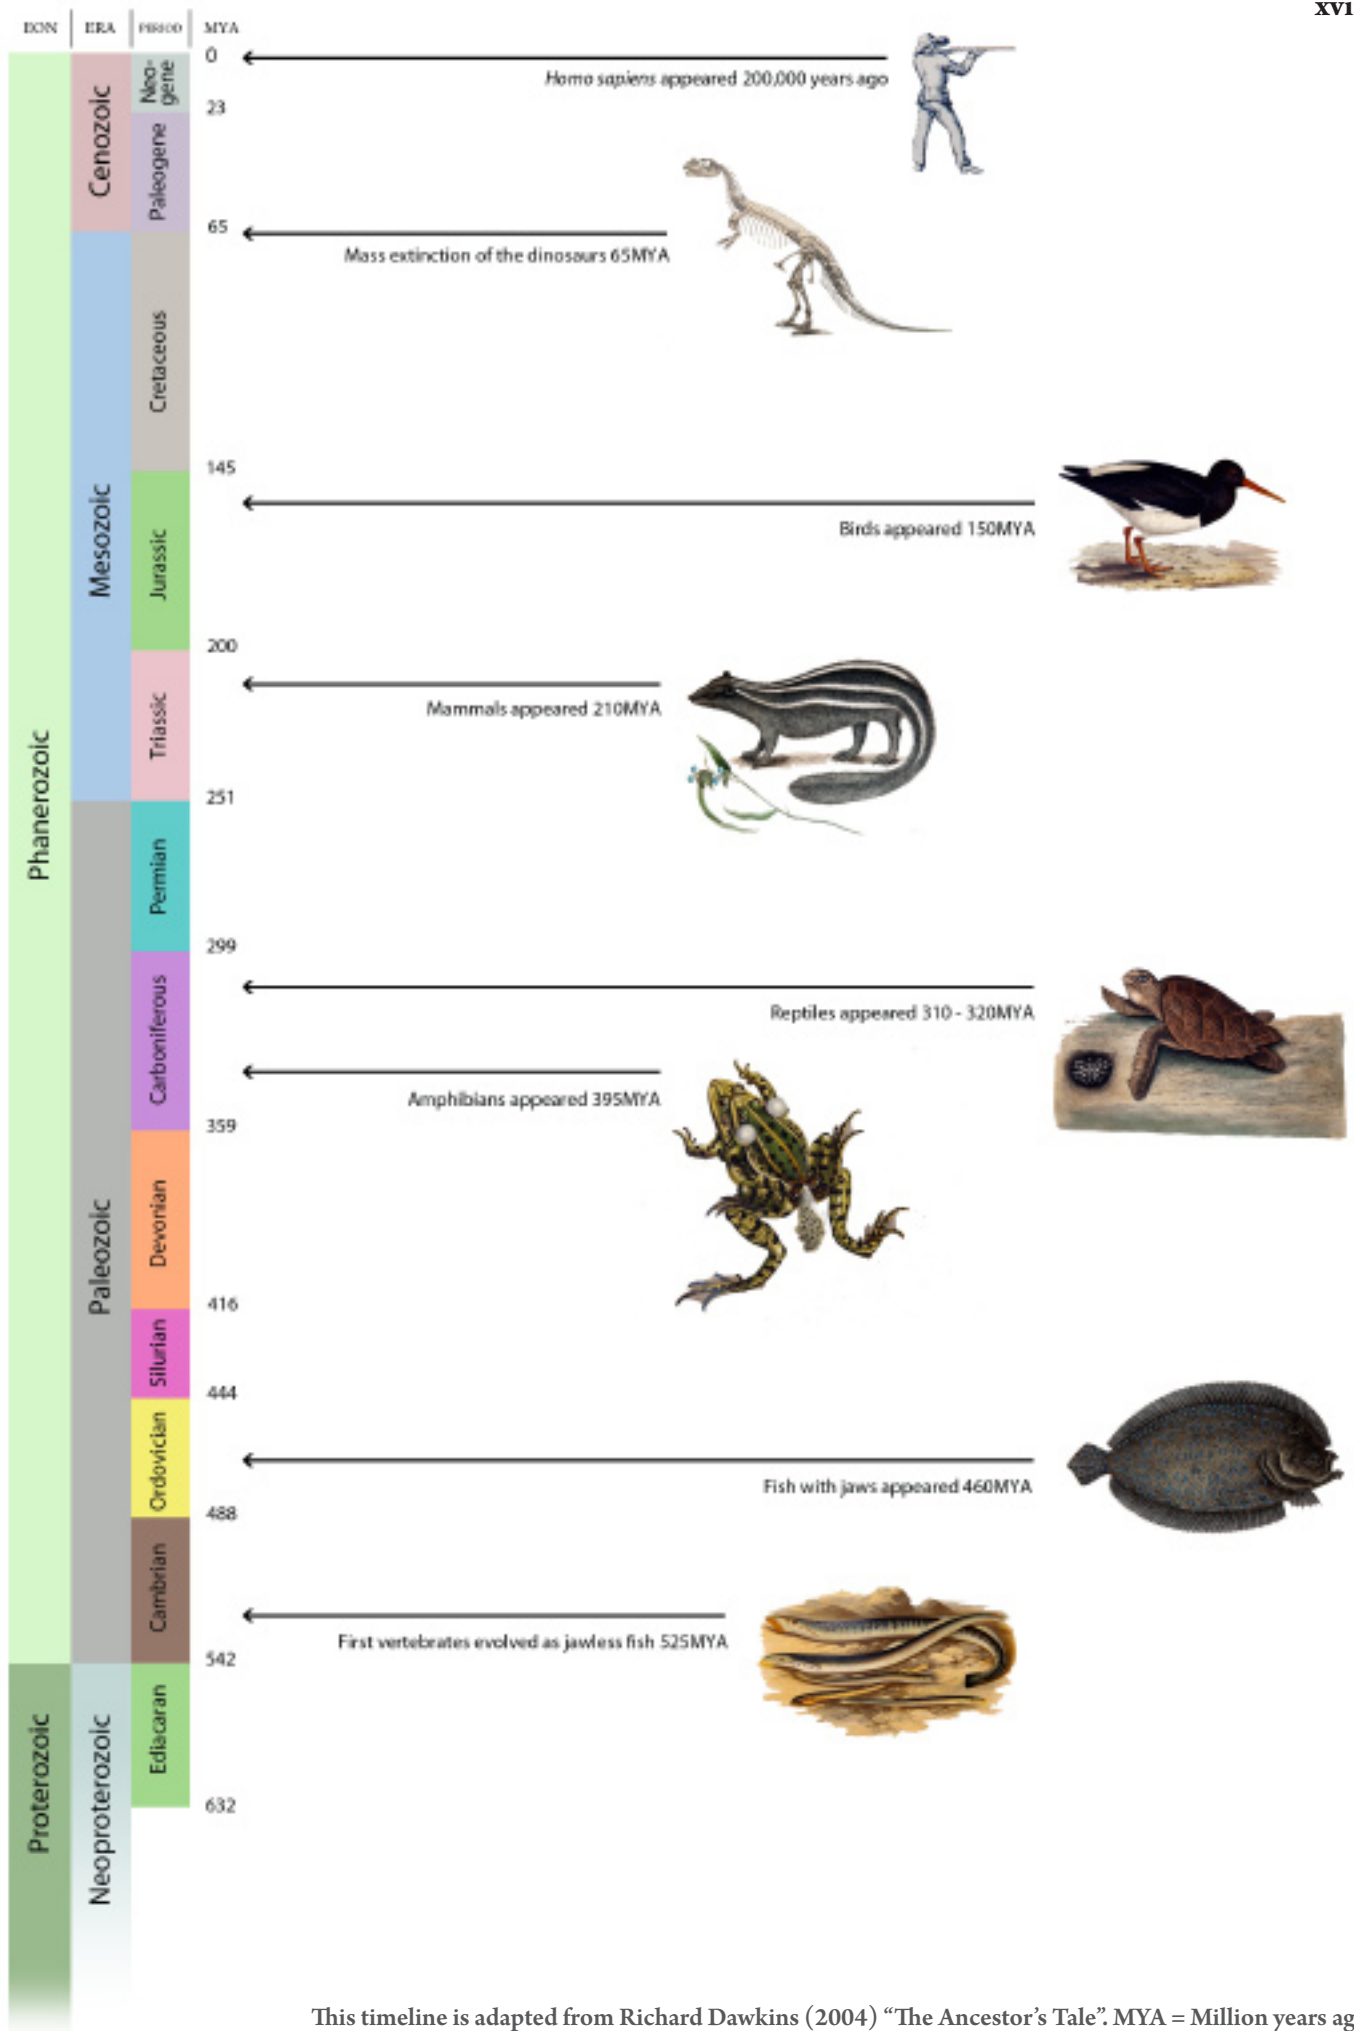 xvi
EON ERA PERIOD MYA
0
Homo sapiens appeared 200,000 years ago
Neo-
gene
23
Cenozoic
Paleogene
65
Mass extinction of the dinosaurs 65MYA
Cretaceous
145
Birds appeared 150MYA
Mesozoic
Jurassic
200
Mammals appeared 210MYA
Triassic
251
Phanerozoic
Permian
299
Reptiles appeared 310 - 320MYA
Carboniferous
Amphibians appeared 395MYA
359
Devonian
Paleozoic
416
Silurian
444
Ordovician
Fish with jaws appeared 460MYA
488
Cambrian
First vertebrates evolved as jawless fish 525MYA
542
Ediacaran
Proterozoic
Neoproterozoic
632
This timeline is adapted from Richard Dawkins (2004) “The Ancestor’s Tale”. MYA = Million years ag